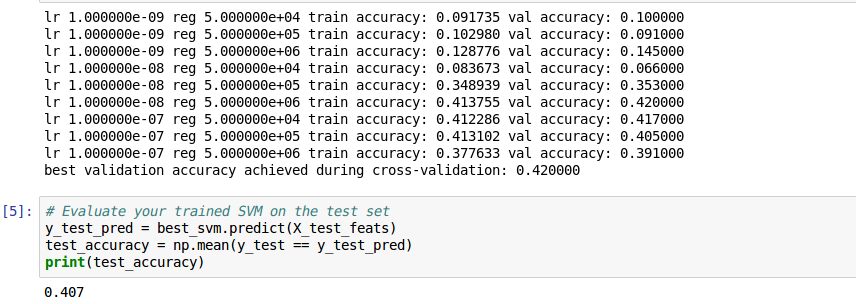 lr 1.000000e-09 reg 5.000000e+04 train accuracy: 0.091735 val accuracy: 0.100000
lr 1.000000e-09 reg 5.000000e+05 train accuracy: 0.102980 val accuracy: 0.091000
lr 1.000000e-09 reg 5.000000e+06 train accuracy: 0.128776 val accuracy: 0.145000
lr 1.000000e-08 reg 5.000000e+04 train accuracy: 0.083673 val accuracy: 0.066000
lr 1.000000e-08 reg 5.000000e+05 train accuracy: 0.348939 val accuracy: 0.353000
lr 1.000000e-08 reg 5.000000e+06 train accuracy: 0.413755 val accuracy: 0.420000
lr 1.000000e-07 reg 5.000000e+04 train accuracy: 0.412286 val accuracy: 0.417000
lr 1.000000e-07 reg 5.000000e+05 train accuracy: 0.413102 val accuracy: 0.405000
lr 1.000000e-07 reg 5.000000e+06 train accuracy: 0.377633 val accuracy: 0.391000
best validation accuracy achieved during cross-validation: 0.420000
[5]: # Evaluate your trained SVM on the test set
y_test_pred = best_svm.predict(X_test_feats)
test_accuracy = np.mean(y_test == y_test_pred)
print(test_accuracy)
0.407